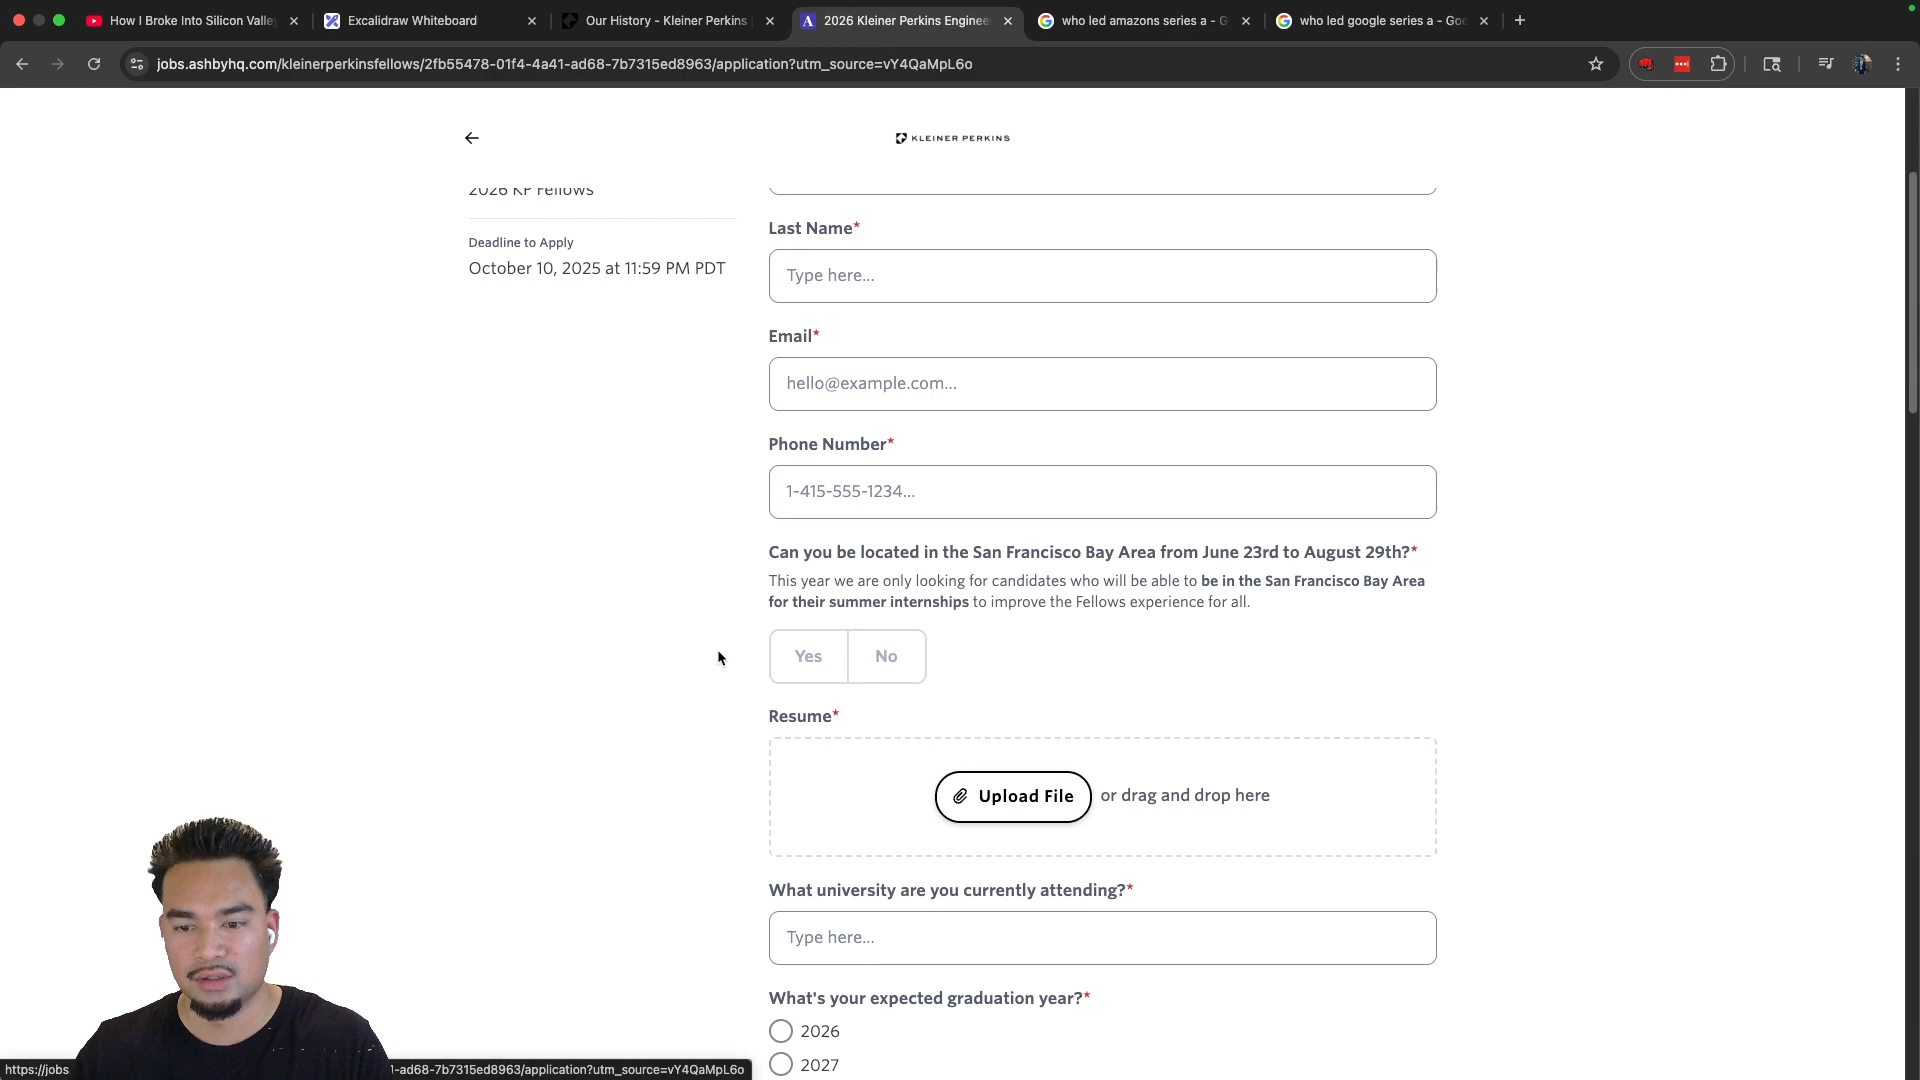 How I Broke Into Silicon Valle
Excalidraw Whiteboard
Our History - Kleiner Perkins
2026 Kleiner Perkins Enginee
who led amazons series a - G
who led google series a - Goo
jobs.ashbyhq.com/kleinerperkinsfellows/2fb55478-01f4-4a41-ad68-7b7315ed8963/application?utm_source=vY4QaMpL6o
KLEINER PERKINS
2026 KP Fellows
Deadline to Apply
October 10, 2025 at 11:59 PM PDT
Last Name*
Type here...
Email*
hello@example.com...
Phone Number*
1-415-555-1234...
Can you be located in the San Francisco Bay Area from June 23rd to August 29th?*
This year we are only looking for candidates who will be able to be in the San Francisco Bay Area
for their summer internships to improve the Fellows experience for all.
Yes No
Resume*
Upload File or drag and drop here
What university are you currently attending?*
Type here...
What's your expected graduation year?*
2026
2027
https://jobs
-ad68-7b7315ed8963/application?utm_source=vY4QaMpL6o